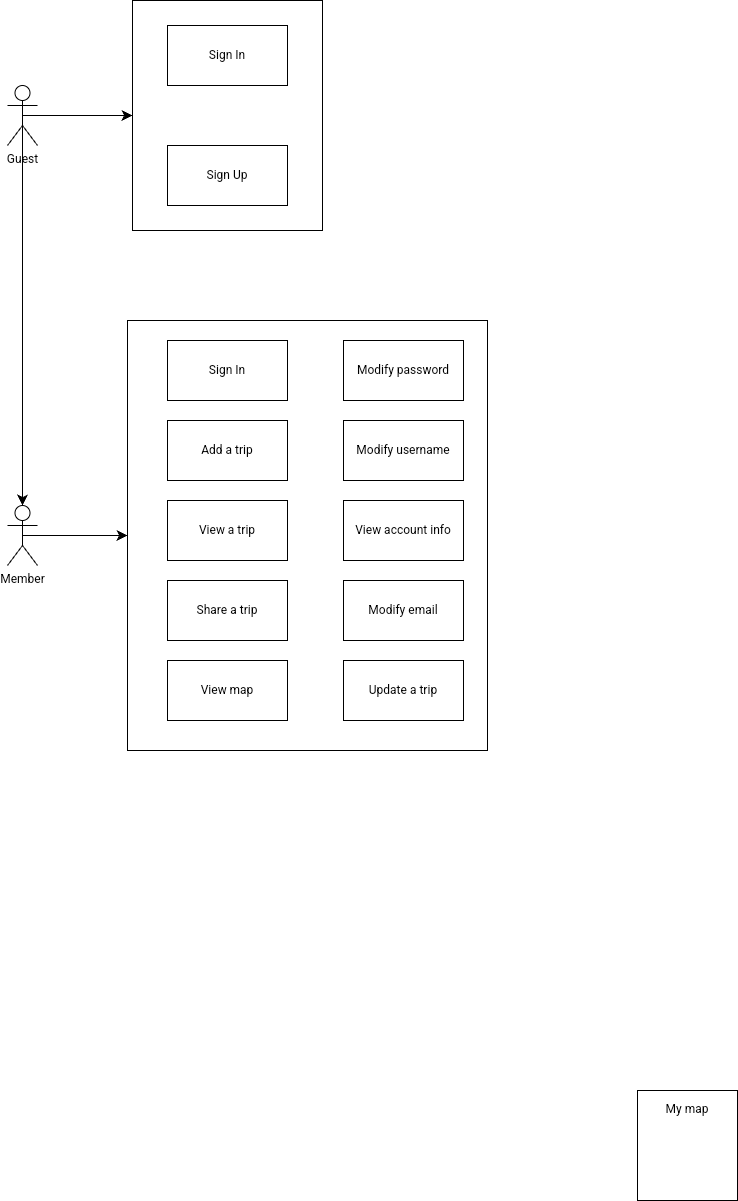 Sign In
Guest
Sign Up
Sign In
Modify password
Add a trip
Modify username
View a trip
View account info
Member
Share a trip
Modify email
View map
Update a trip
My map